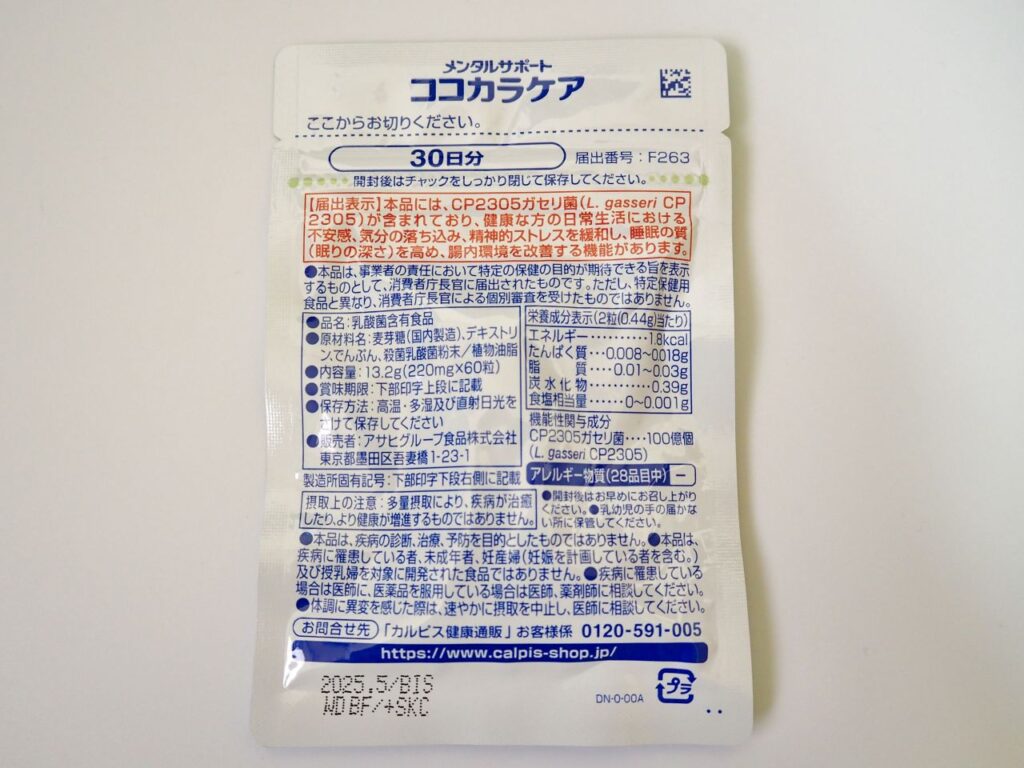 メンタルサポート
ココカラケア
ここからお切りください。
30日分
届出番号：F263
開封後はチャックをしっかり閉じて保存してください。
【届出表示】本品には、CP2305ガセリ菌(L. gasseri CP
2305)が含まれており、健康な方の日常生活における
不安感、気分の落ち込み、精神的ストレスを緩和し、睡眠の質
(眠りの深さ)を高め、腸内環境を改善する機能があります。
●本品は、事業者の責任において特定の保健の目的が期待できる旨を表示
するものとして、消費者庁長官に届出されたものです。ただし、特定保健用
食品と異なり、消費者庁長官による個別審査を受けたものではありません。
●品名：乳酸菌含有食品
●原材料名：麦芽糖(国内製造)、デキストリ
ン、でんぷん、殺菌乳酸菌粉末／植物油脂
●内容量：13.2g(220mg×60粒)
●賞味期限：下部印字上段に記載
●保存方法：高温・多湿及び直射日光を
さけて保存してください
●販売者：アサヒグループ食品株式会社
東京都墨田区吾妻橋1-23-1
製造所固有記号：下部印字下段右側に記載
栄養成分表示(2粒(0.44g)当たり)
エネルギー‥‥‥‥‥1.8kcal
たんぱく質‥‥0.008~0.018g
脂質‥‥‥‥0.01~0.03g
炭水化物‥‥‥‥‥0.39g
食塩相当量‥‥‥0~0.001g
機能性関与成分
CP2305ガセリ菌‥‥100億個
(L. gasseri CP2305)
アレルギー物質(28品目中) ー
摂取上の注意：多量摂取により、疾病が治癒
したり、より健康が増進するものではありません。
●開封後はお早めにお召し上がり
ください。●乳幼児の手の届かな
い所に保管してください。
●本品は、疾病の診断、治療、予防を目的としたものではありません。●本品は、
疾病に罹患している者、未成年者、妊産婦(妊娠を計画している者を含む。)
及び授乳婦を対象に開発された食品ではありません。●疾病に罹患している
場合は医師に、医薬品を服用している場合は医師、薬剤師に相談してください。
●体調に異変を感じた際は、速やかに摂取を中止し、医師に相談してください。
お問合せ先 「カルピス健康通販」お客様係 0120-591-005
https://www.calpis-shop.jp/
2025.5/BIS
WD BF/+SKC
DN-0-00A
プラ